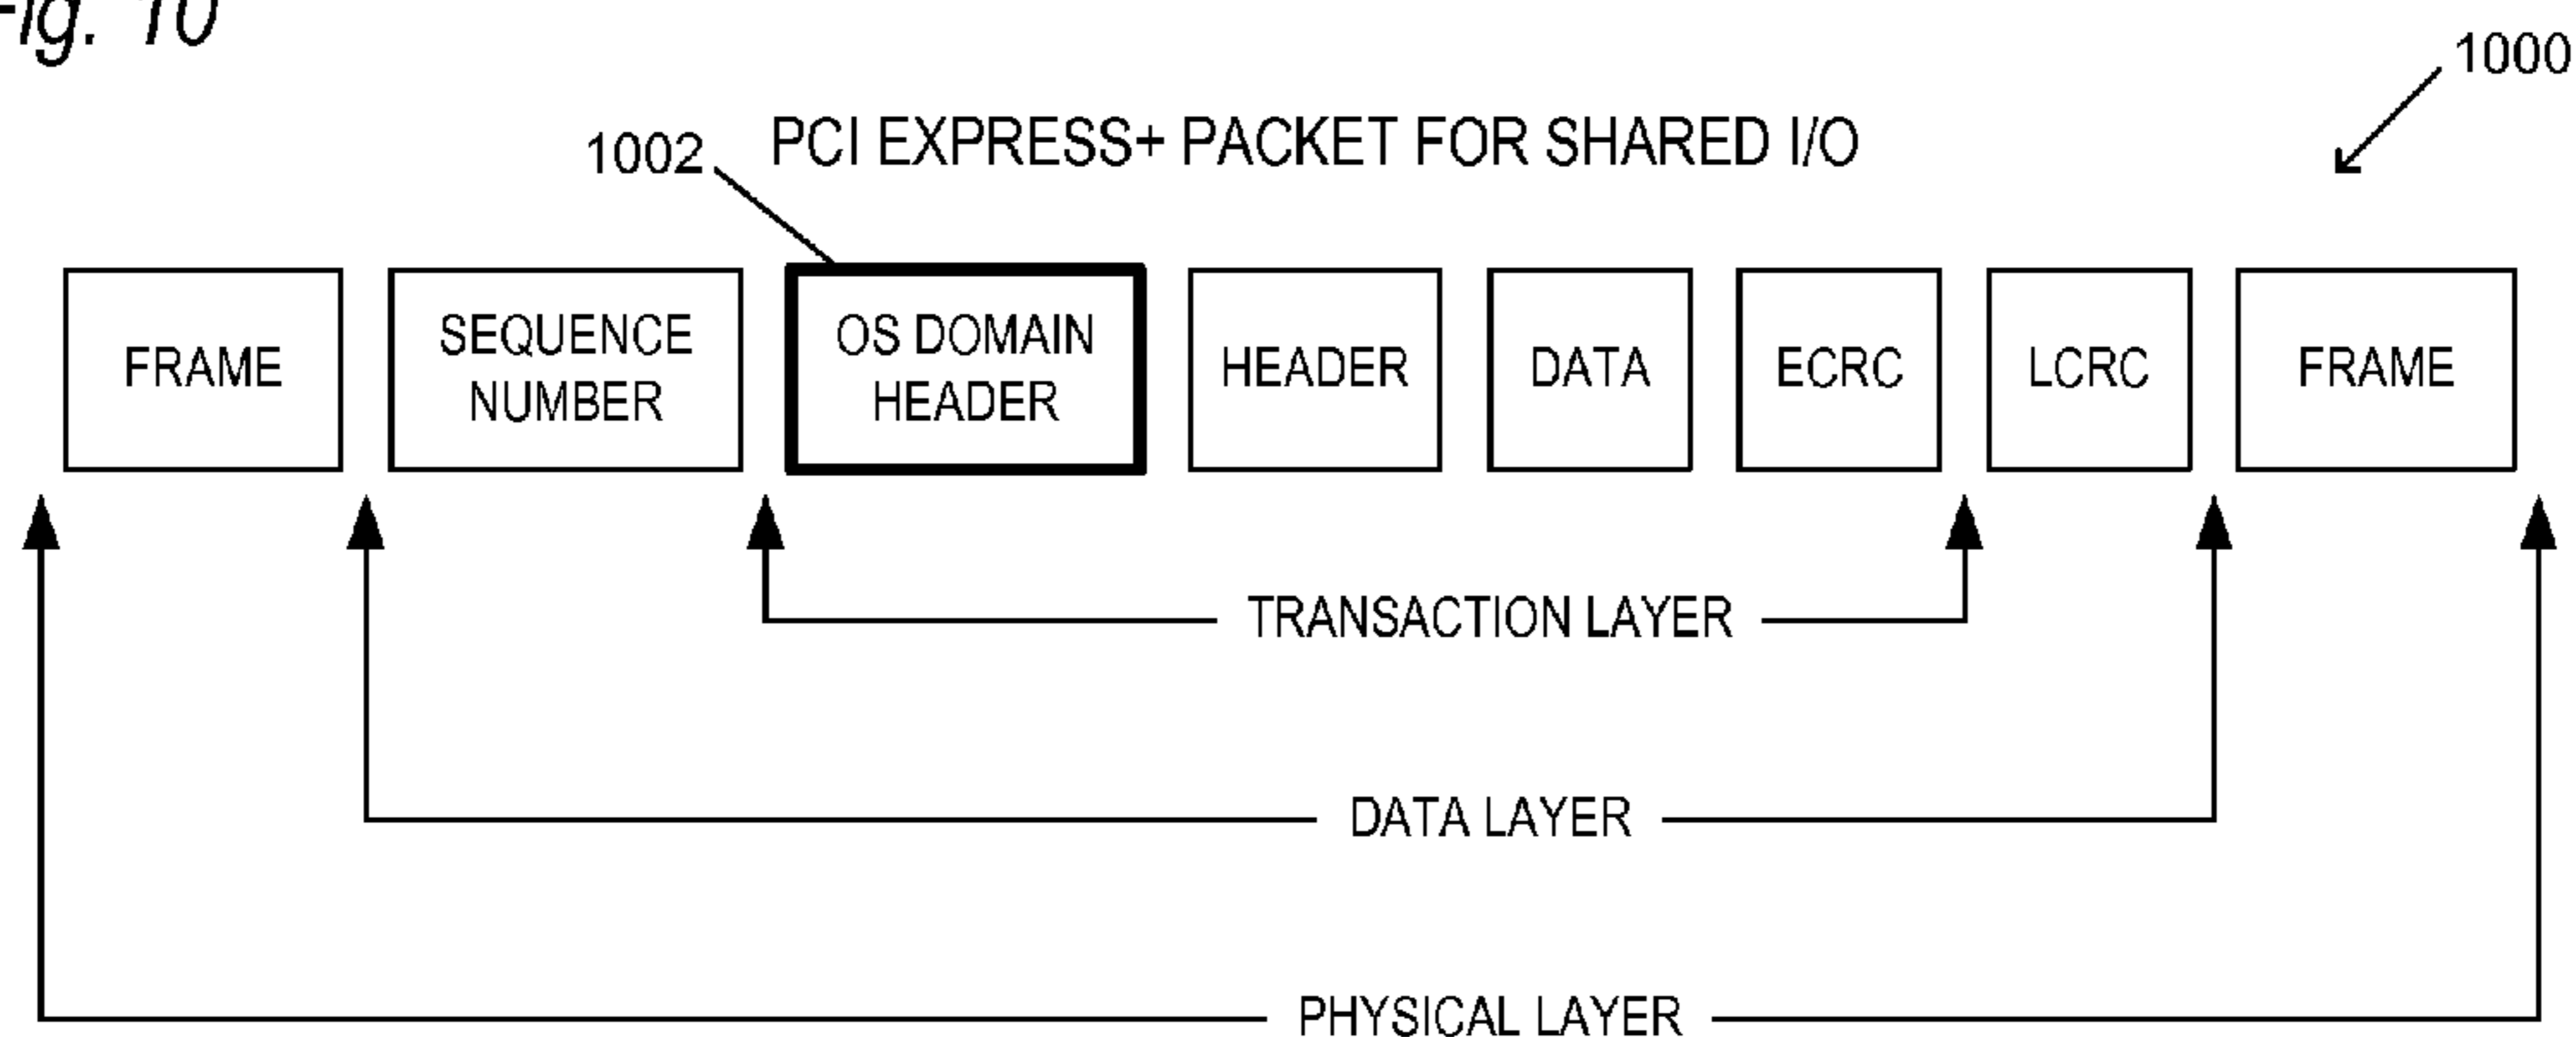 Fig. 10
1000
1002
PCI EXPRESS+ PACKET FOR SHARED I/O
FRAME
SEQUENCE
NUMBER
OS DOMAIN
HEADER
HEADER
DATA
ECRC
LCRC
FRAME
TRANSACTION LAYER
DATA LAYER
PHYSICAL LAYER